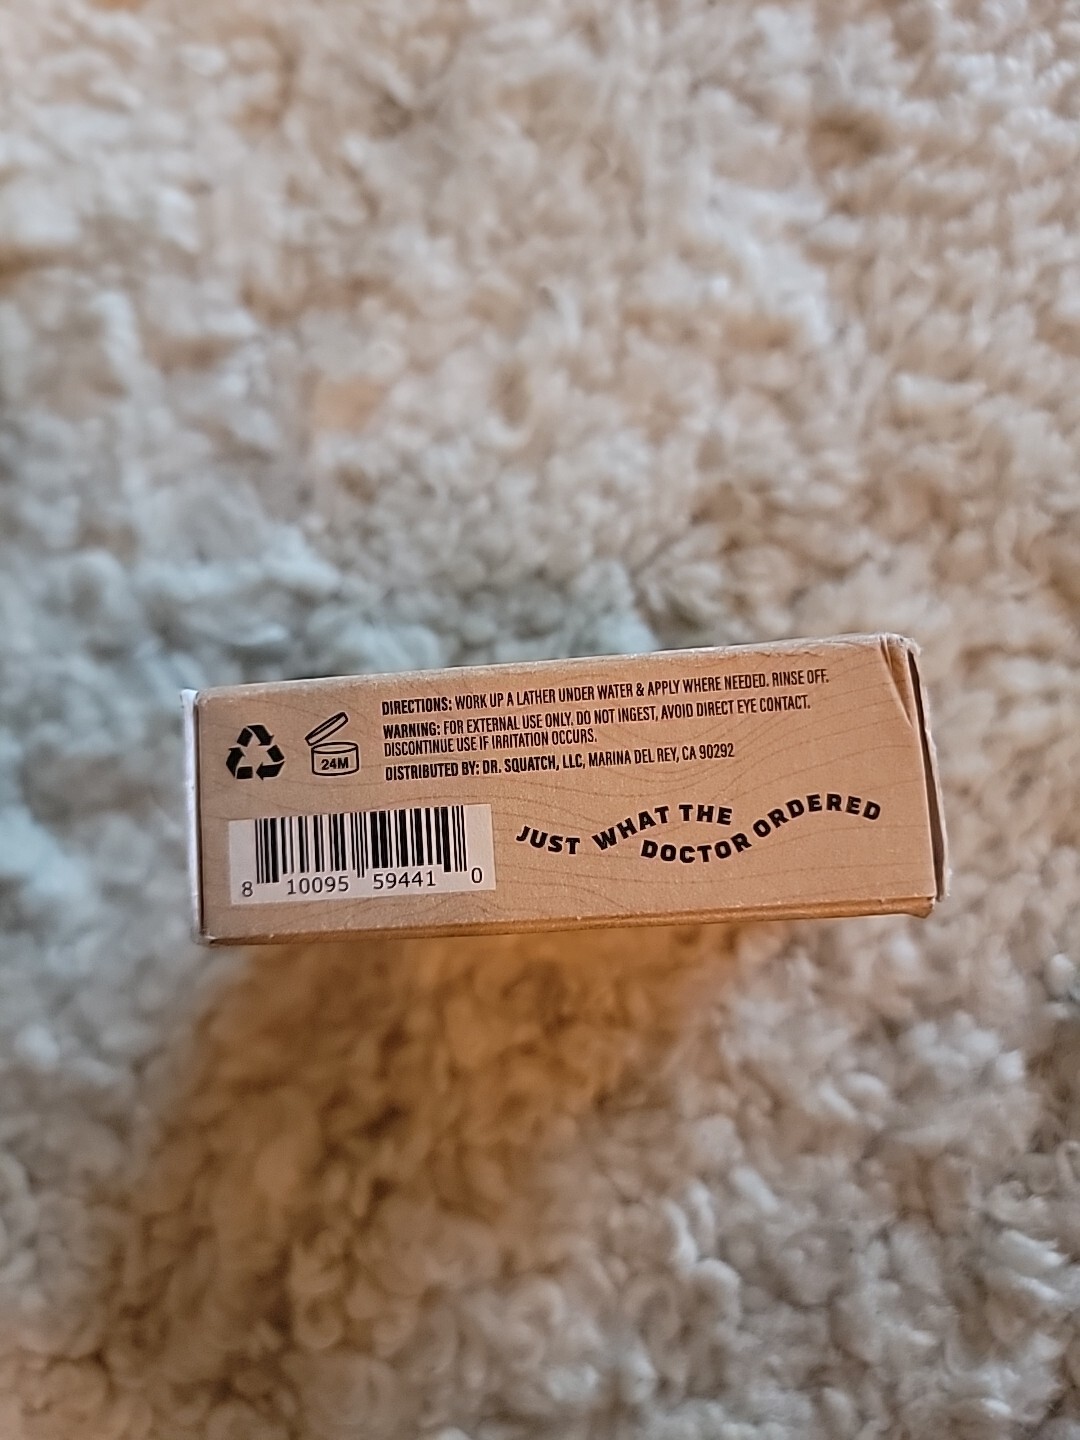 DIRECTIONS: WORK UP A LATHER UNDER WATER & APPLY WHERE NEEDED. RINSE OFF.
WARNING: FOR EXTERNAL USE ONLY. DO NOT INGEST, AVOID DIRECT EYE CONTACT.
DISCONTINUE USE IF IRRITATION OCCURS.
DISTRIBUTED BY: DR. SQUATCH, LLC, MARINA DEL REY, CA 90292
24M
JUST WHAT THE DOCTOR ORDERED
8 10095 59441 0